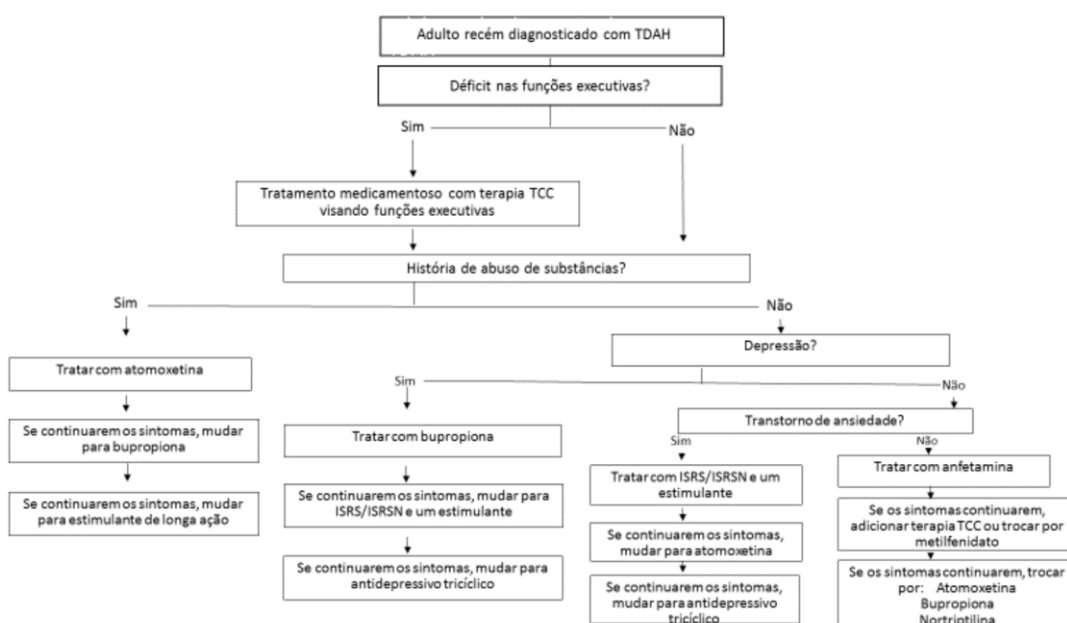 Adulto recém diagnosticado com TDAH
Déficit nas funções executivas?
Sim
Não
Tratamento medicamentoso com terapia TCC
visando funções executivas
História de abuso de substâncias?
Sim
Não
Depressão?
Tratar com atomoxetina
Sim
Não
Se continuarem os sintomas, mudar
para bupropiona
Tratar com bupropiona
Transtorno de ansiedade?
Sim
Não
Tratar com ISRS/ISRSN e um
estimulante
Tratar com anfetamina
Se continuarem os sintomas, mudar
para estimulante de longa ação
Se continuarem os sintomas, mudar para
ISRS/ISRSN e um estimulante
Se os sintomas continuarem,
adicionar terapia TCC ou trocar por
metilfenidato
Se continuarem os sintomas,
mudar para atomoxetina
Se continuarem os sintomas, mudar para
antidepressivo tricíclico
Se continuarem os sintomas,
mudar para antidepressivo
tricíclico
Se os sintomas continuarem, trocar
por: Atomoxetina
Bupropiona
Nortriptilina